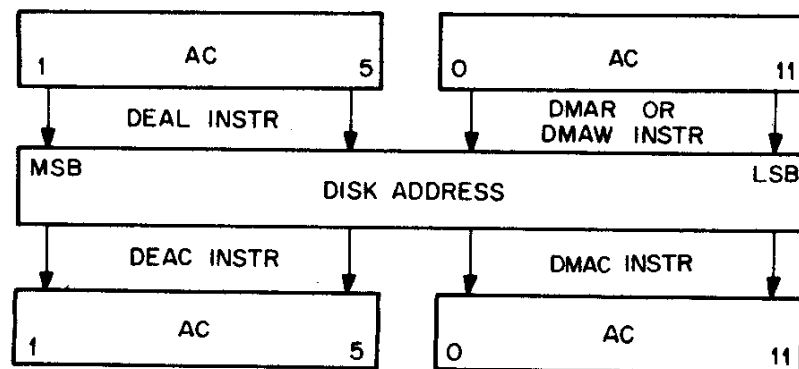 AC AC
1 5 0 11
DEAL INSTR DMAR OR
DMAW INSTR
MSB LSB
DISK ADDRESS
DEAC INSTR DMAC INSTR
AC AC
1 5 0 11